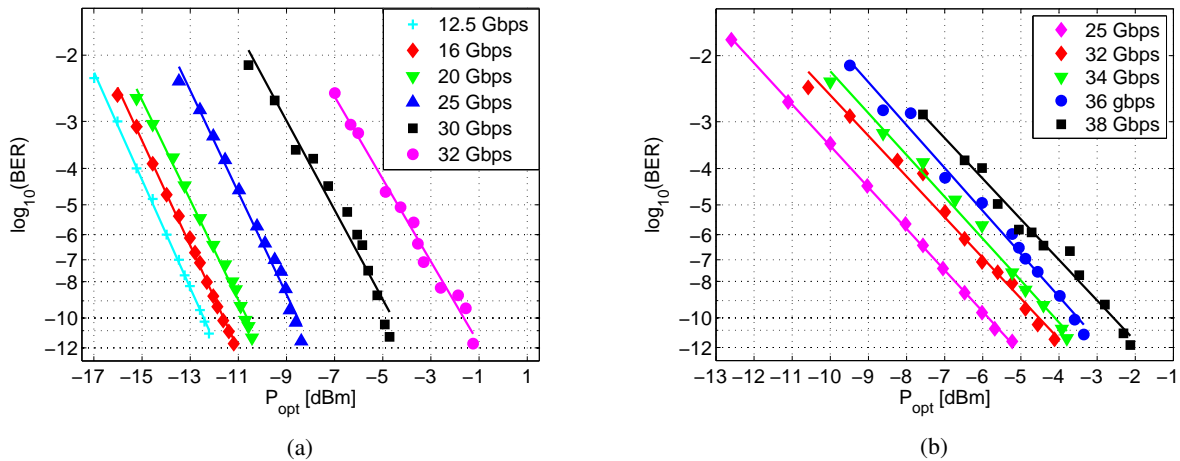 −2
−3
−4
−5
−6
−7
−10
−12
−17 −15 −13 −11 −9 −7 −5 −3 −1 1
log10(BER)
Popt [dBm]
12.5 Gbps
16 Gbps
20 Gbps
25 Gbps
30 Gbps
32 Gbps
(a)
−2
−3
−4
−5
−6
−7
−10
−12
−13 −12 −11 −10 −9 −8 −7 −6 −5 −4 −3 −2 −1
log10(BER)
Popt [dBm]
25 Gbps
32 Gbps
34 Gbps
36 gbps
38 Gbps
(b)